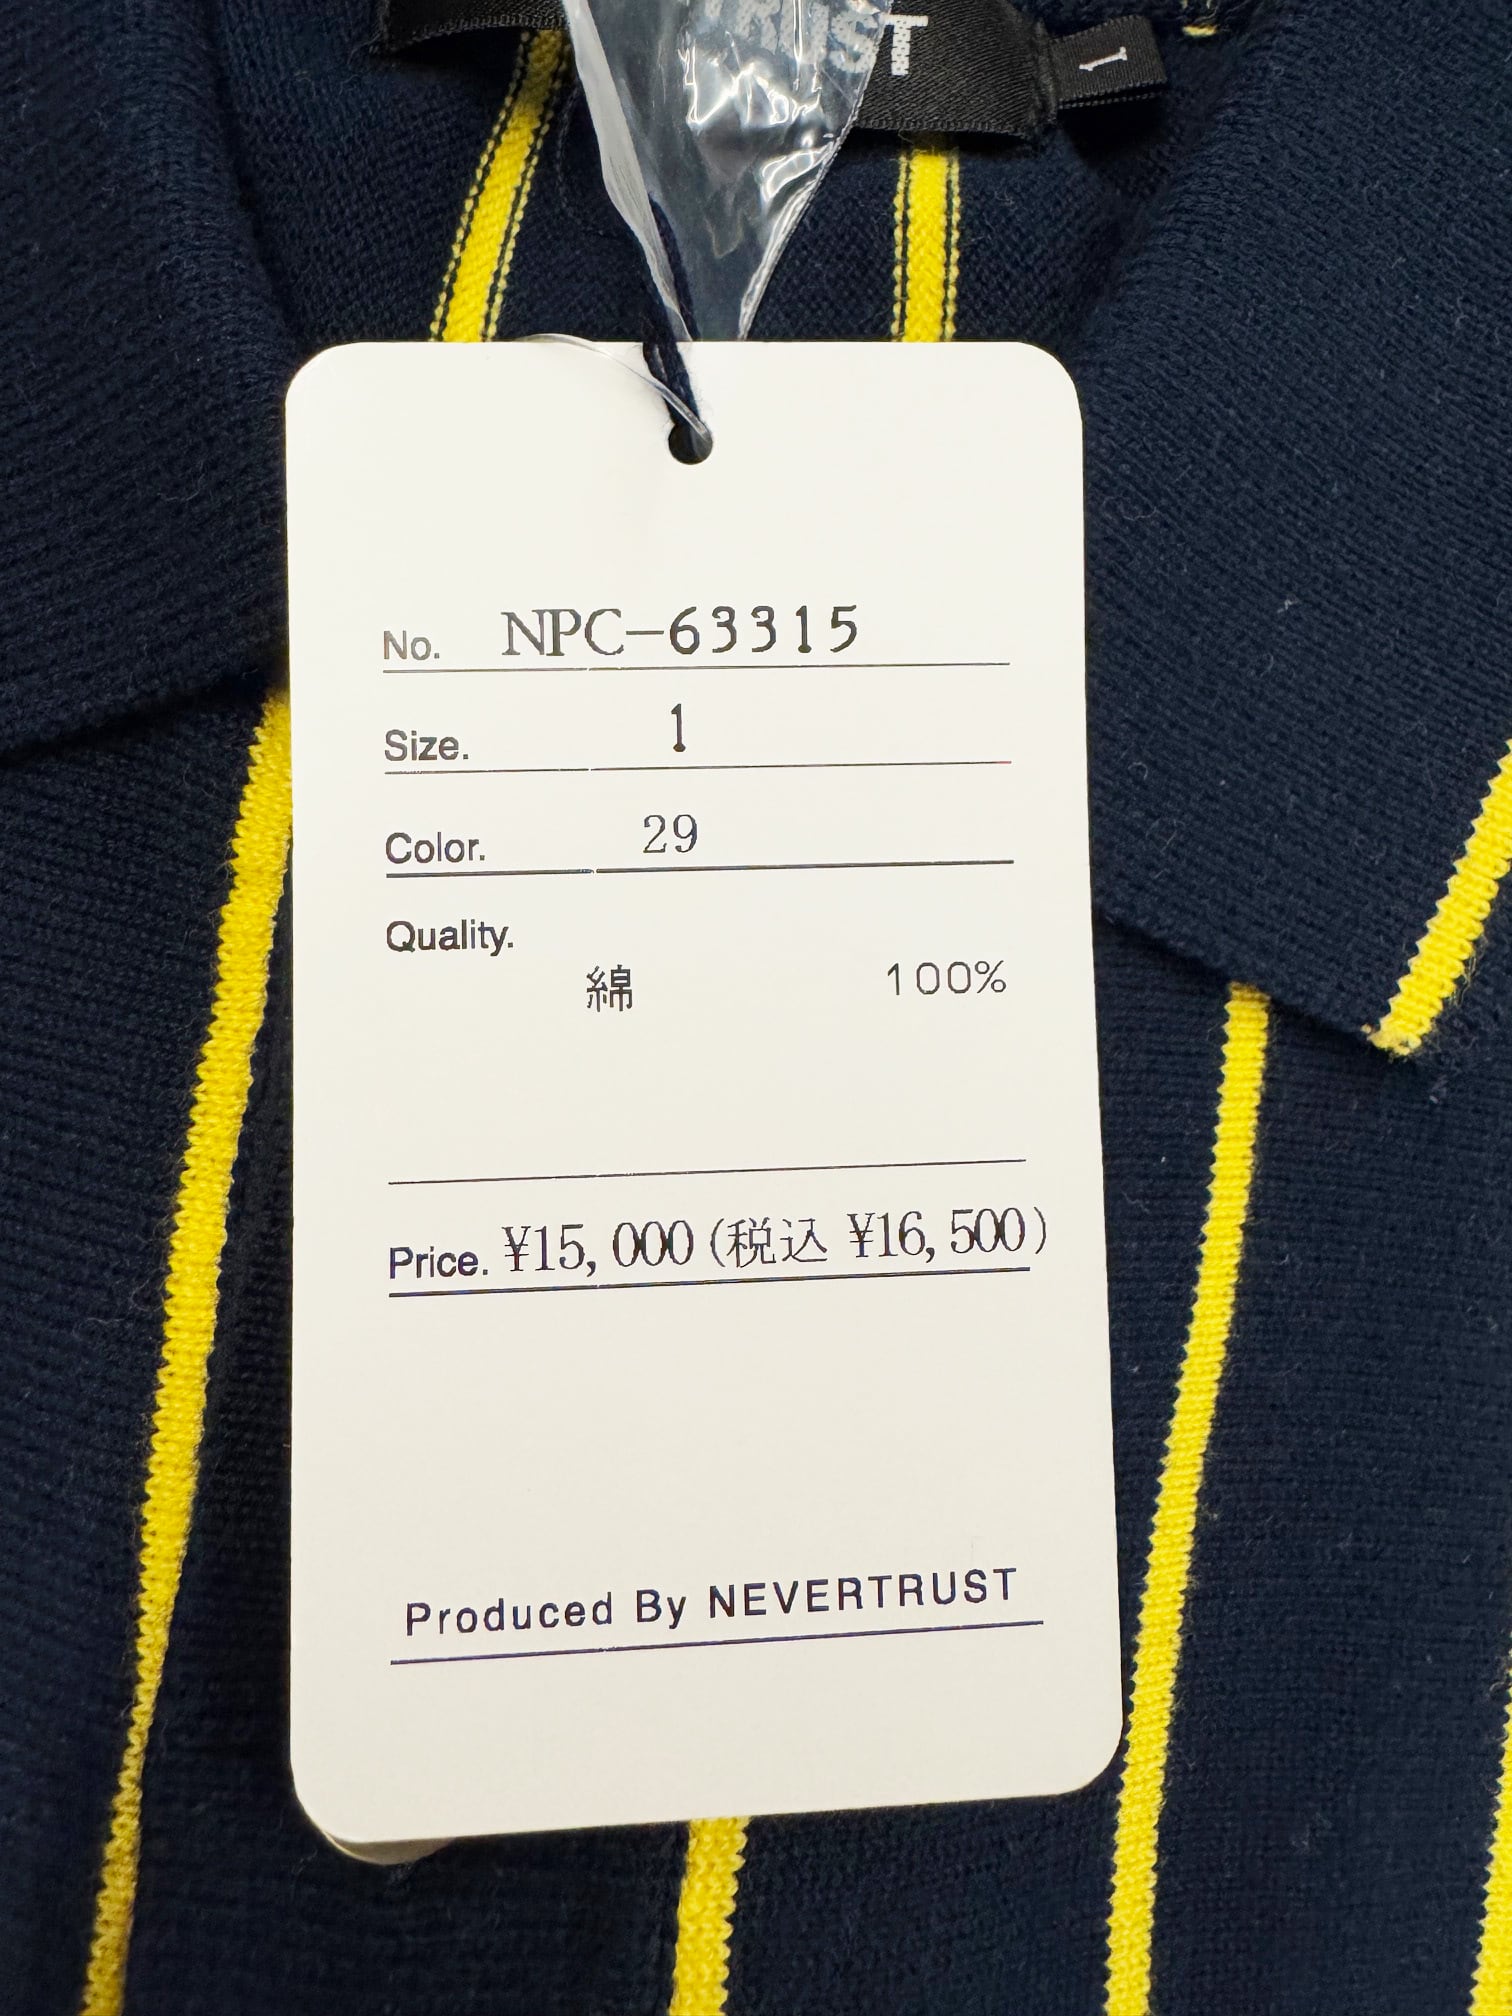 1
No. NPC-63315
Size. 1
Color. 29
Quality.
綿 100%
Price. ¥15,000(税込 ¥16,500)
Produced By NEVERTRUST